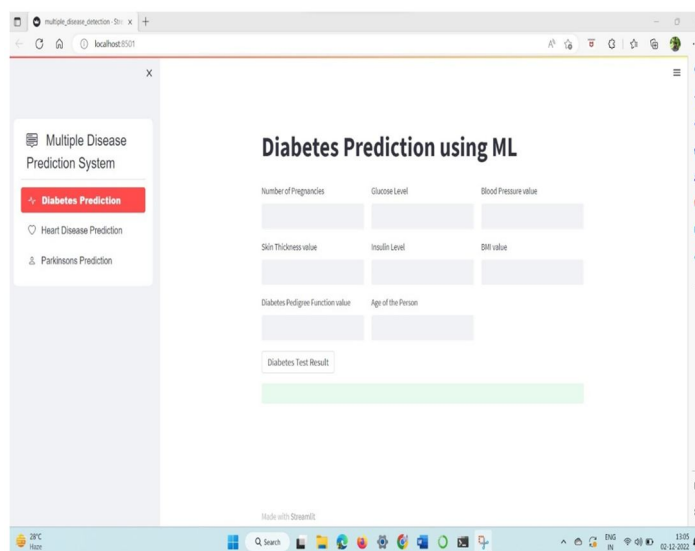 multiple_disease_detection · Str
localhost:8501
Multiple Disease
Prediction System
Diabetes Prediction
Heart Disease Prediction
Parkinsons Prediction
Diabetes Prediction using ML
Number of Pregnancies
Glucose Level
Blood Pressure value
Skin Thickness value
Insulin Level
BMI value
Diabetes Pedigree Function value
Age of the Person
Diabetes Test Result
Made with Streamlit
28°C
Haze
Search
ENG
IN
13:05
02-12-2022